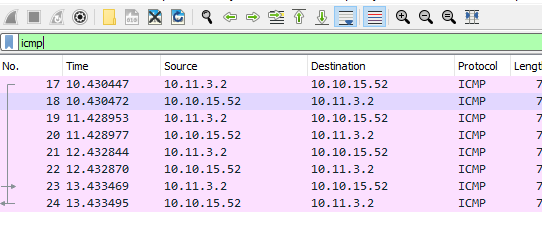 icmp
No. Time Source Destination Protocol Lengt
17 10.430447 10.11.3.2 10.10.15.52 ICMP 7
18 10.430472 10.10.15.52 10.11.3.2 ICMP 7
19 11.428953 10.11.3.2 10.10.15.52 ICMP 7
20 11.428977 10.10.15.52 10.11.3.2 ICMP 7
21 12.432844 10.11.3.2 10.10.15.52 ICMP 7
22 12.432870 10.10.15.52 10.11.3.2 ICMP 7
23 13.433469 10.11.3.2 10.10.15.52 ICMP 7
24 13.433495 10.10.15.52 10.11.3.2 ICMP 7